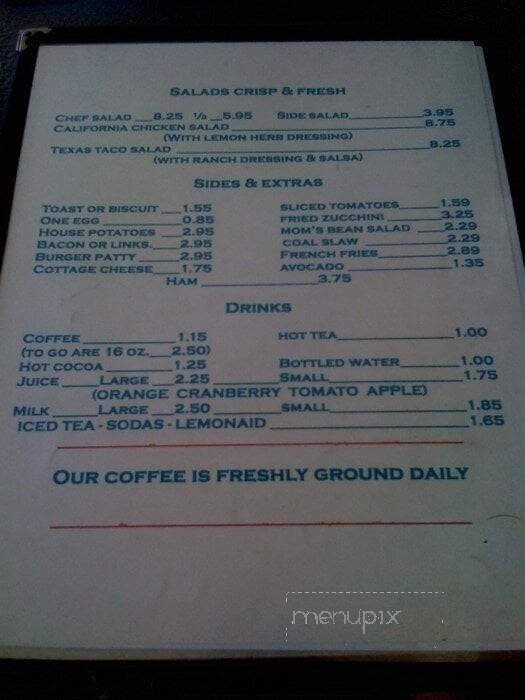 SALADS CRISP & FRESH
CHEF SALAD 8.25 ½ 5.95 SIDE SALAD 3.95
CALIFORNIA CHICKEN SALAD 8.75
(WITH LEMON HERB DRESSING)
TEXAS TACO SALAD 8.25
(WITH RANCH DRESSING & SALSA)
SIDES & EXTRAS
TOAST OR BISCUIT 1.55 SLICED TOMATOES 1.59
ONE EGG 0.85 FRIED ZUCCHINI 3.25
HOUSE POTATOES 2.95 MOM'S BEAN SALAD 2.29
BACON OR LINKS. 2.95 COAL SLAW 2.29
BURGER PATTY 2.95 FRENCH FRIES 2.89
COTTAGE CHEESE 1.75 AVOCADO 1.35
HAM 3.75
DRINKS
COFFEE 1.15 HOT TEA 1.00
(TO GO ARE 16 OZ. 2.50)
HOT COCOA 1.25 BOTTLED WATER 1.00
JUICE LARGE 2.25 SMALL 1.75
(ORANGE CRANBERRY TOMATO APPLE)
MILK LARGE 2.50 SMALL 1.85
ICED TEA - SODAS - LEMONAID 1.65
OUR COFFEE IS FRESHLY GROUND DAILY
menupix